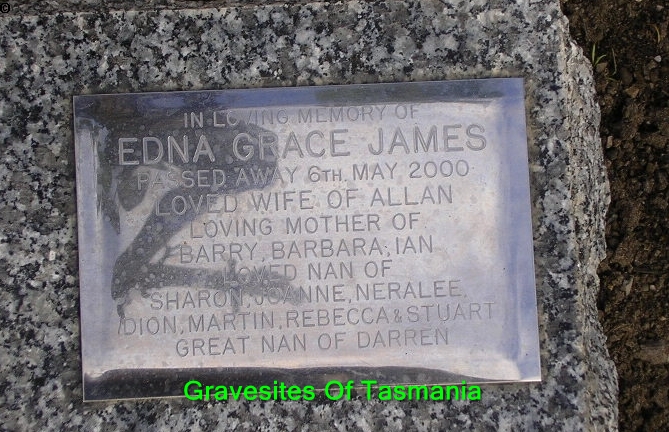 ©
IN LOVING MEMORY OF
EDNA GRACE JAMES
PASSED AWAY 6TH MAY 2000
LOVED WIFE OF ALLAN
LOVING MOTHER OF
BARRY, BARBARA, IAN
LOVED NAN OF
SHARON, JOANNE, NERALEE,
DION, MARTIN, REBECCA & STUART
GREAT NAN OF DARREN
Gravesites Of Tasmania